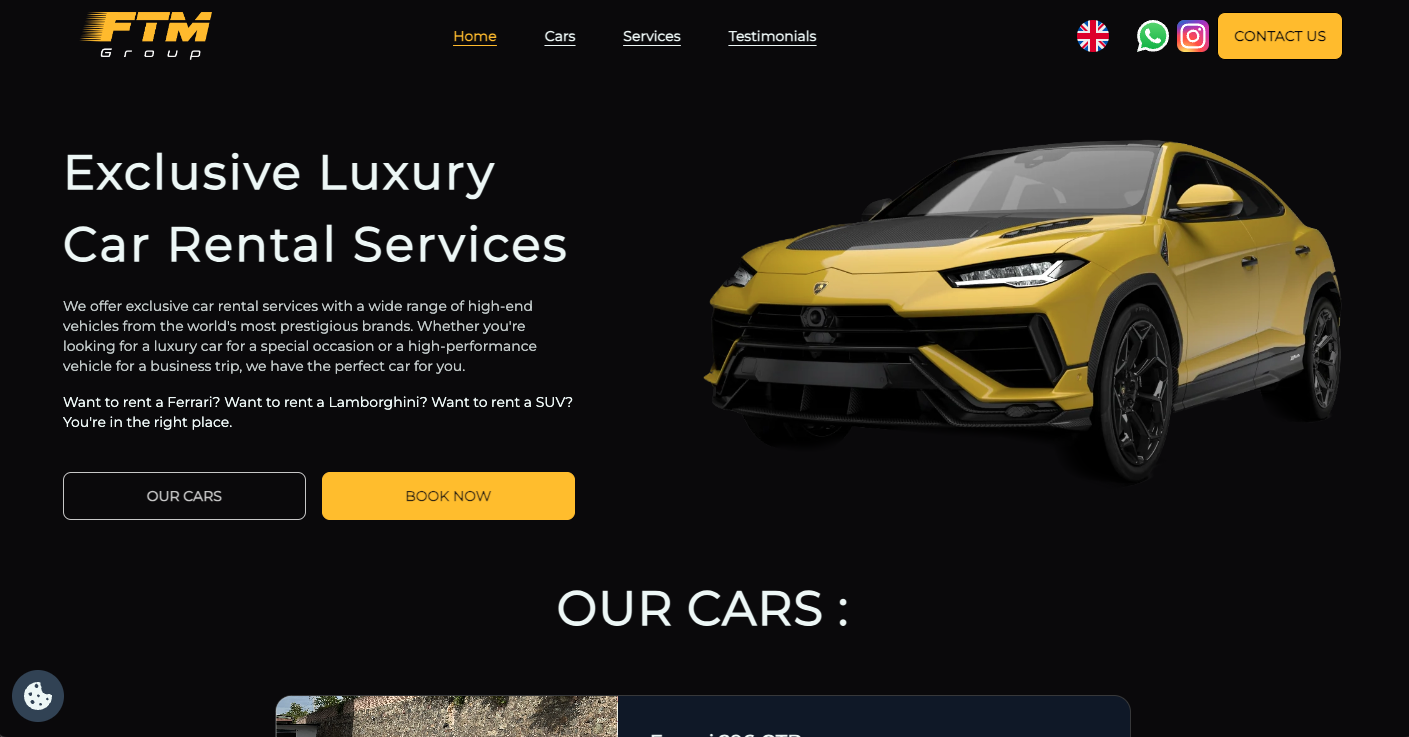 FTM
Group
Home
Cars
Services
Testimonials
CONTACT US
Exclusive Luxury
Car Rental Services
We offer exclusive car rental services with a wide range of high-end
vehicles from the world's most prestigious brands. Whether you're
looking for a luxury car for a special occasion or a high-performance
vehicle for a business trip, we have the perfect car for you.
Want to rent a Ferrari? Want to rent a Lamborghini? Want to rent a SUV?
You're in the right place.
OUR CARS
BOOK NOW
OUR CARS :
Ferrari 296 GTB